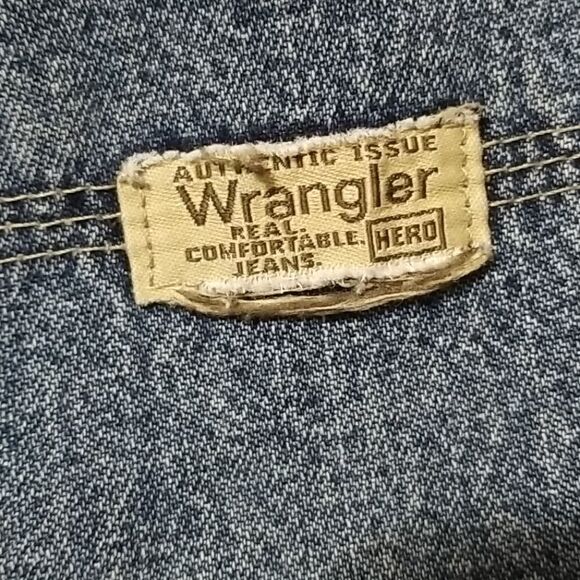 AUTHENTIC ISSUE
Wrangler
REAL.
COMFORTABLE. HERO
JEANS.